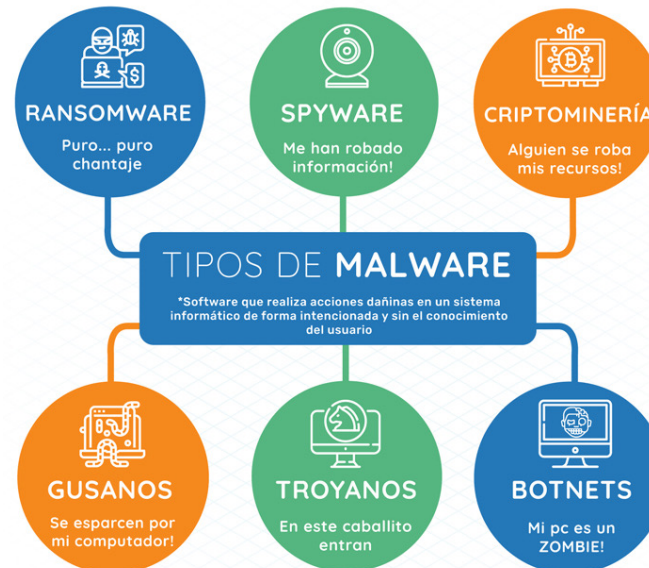 RANSOMWARE
Puro... puro
chantaje
SPYWARE
Me han robado
información!
CRIPTOMINERÍA
Alguien se roba
mis recursos!
TIPOS DE MALWARE
*Software que realiza acciones dañinas en un sistema
informático de forma intencionada y sin el conocimiento
del usuario
GUSANOS
Se esparcen por
mi computador!
TROYANOS
En este caballito
entran
BOTNETS
Mi pc es un
ZOMBIE!